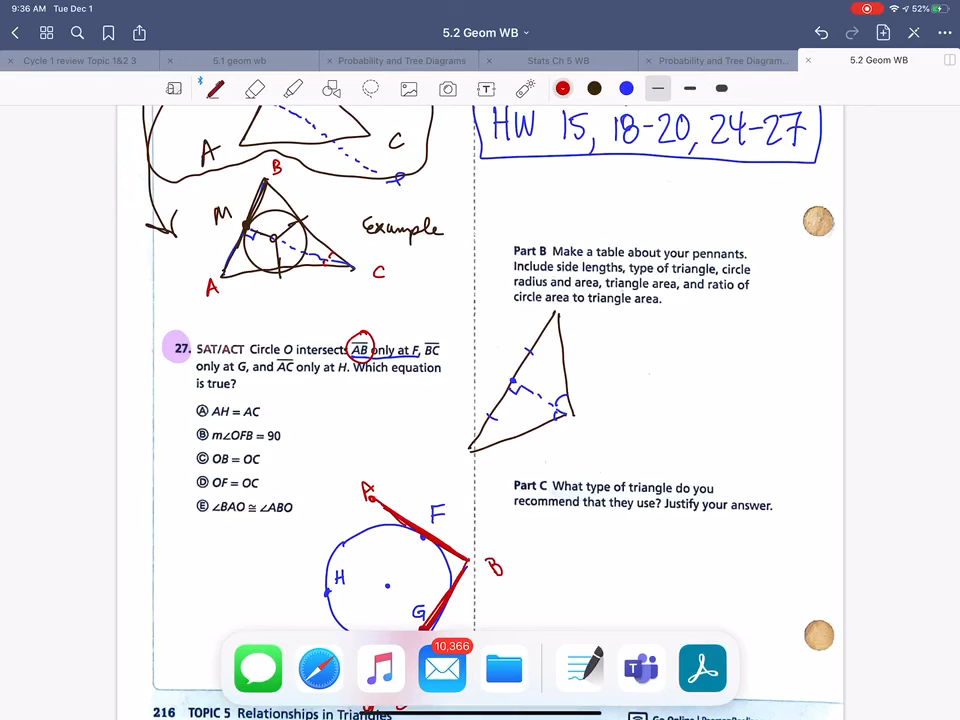 9:36 AM Tue Dec 1
52%
5.2 Geom WB
Cycle 1 review Topic 1&2 3
5.1 geom wb
Probability and Tree Diagrams
Stats Ch 5 WB
Probability and Tree Diagram...
5.2 Geom WB
A
C
HW 15, 18-20, 24-27
B
M
Example
A
C
Part B Make a table about your pennants.
Include side lengths, type of triangle, circle
radius and area, triangle area, and ratio of
circle area to triangle area.
27. SAT/ACT Circle O intersects AB only at F, BC
only at G, and AC only at H. Which equation
is true?
Ⓐ AH = AC
Ⓑ m∠OFB = 90
Ⓒ OB = OC
Ⓓ OF = OC
Ⓔ ∠BAO ≅ ∠ABO
Part C What type of triangle do you
recommend that they use? Justify your answer.
A
F
B
H
G
10,366
216 TOPIC 5 Relationships in Triangles